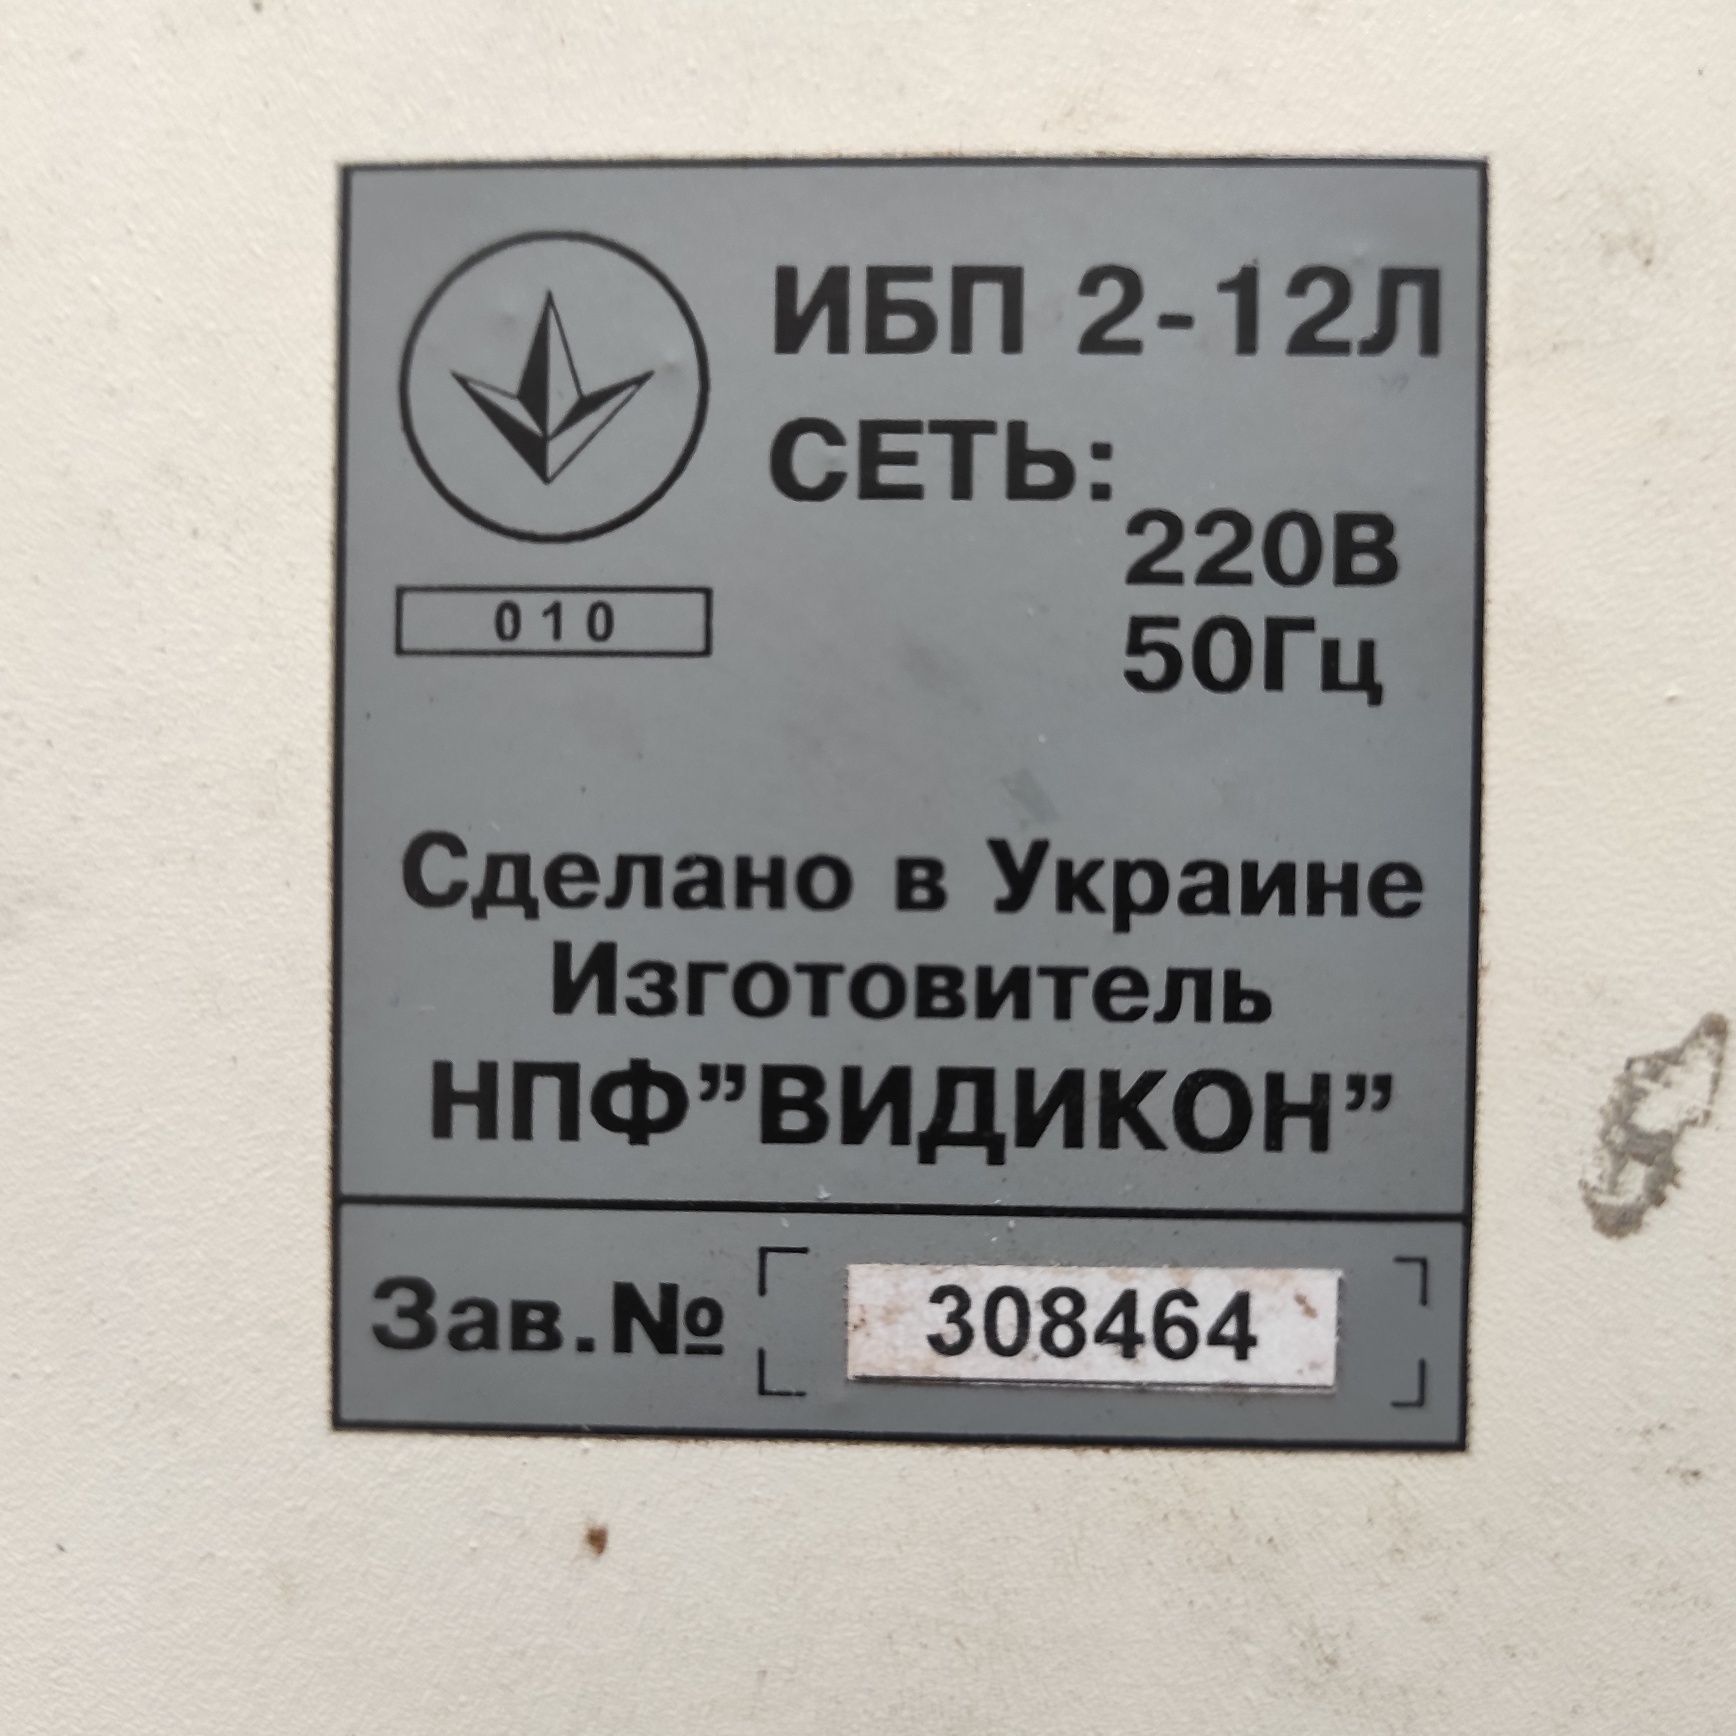 ИБП 2-12Л
СЕТЬ:
220В
50Гц
010
Сделано в Украине
Изготовитель
НПФ”ВИДИКОН”
Зав.№ 308464